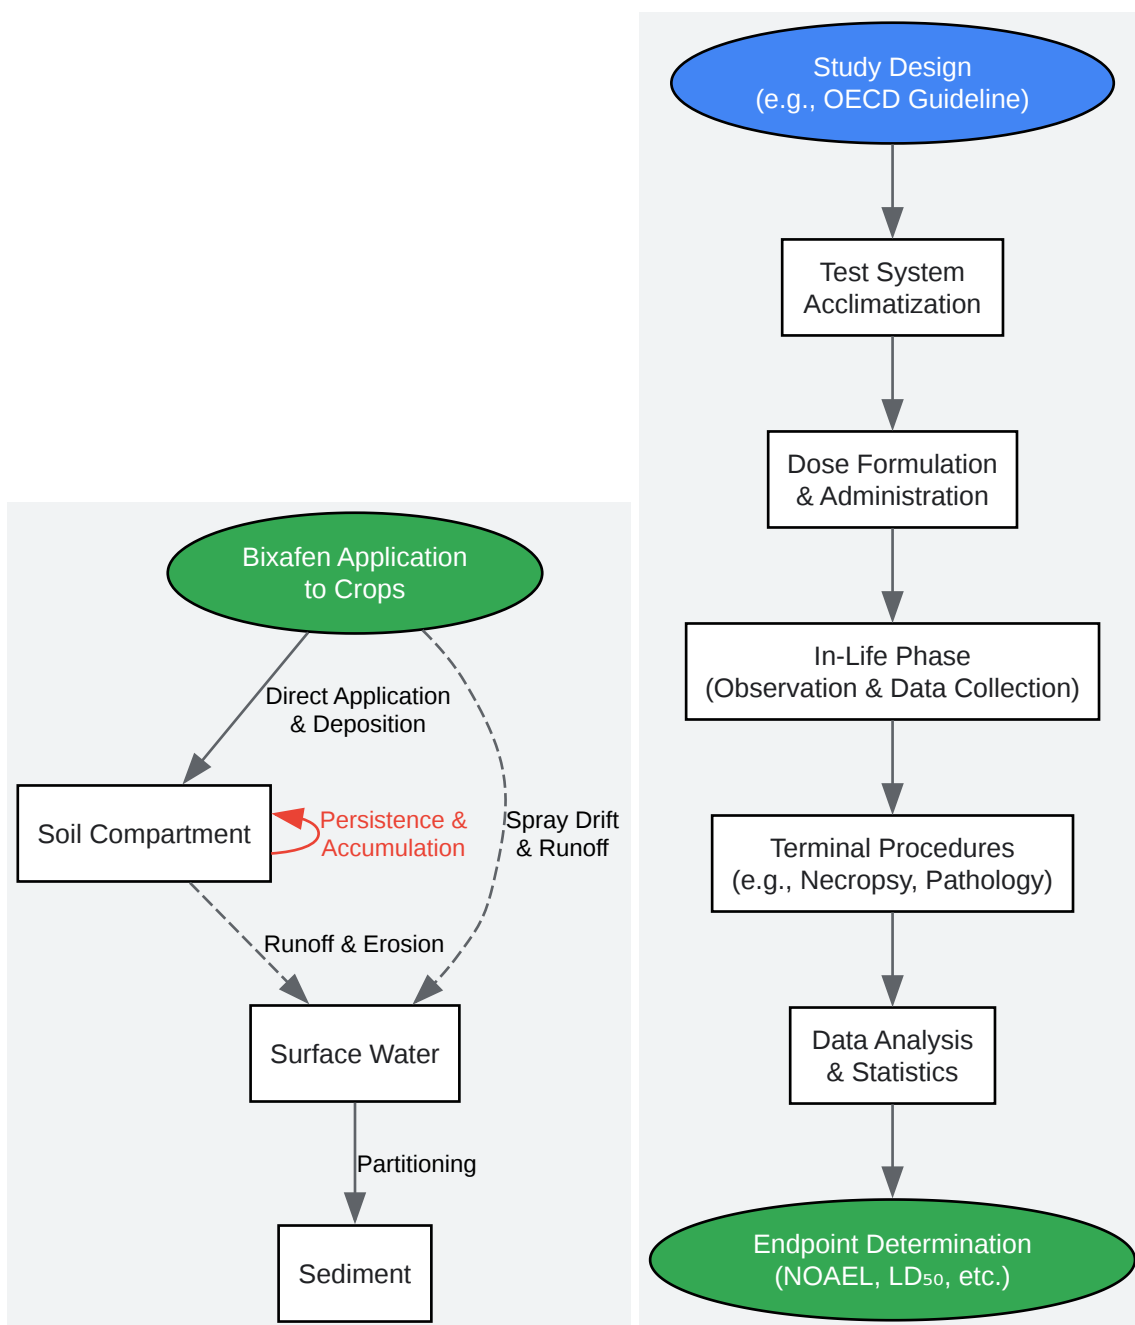 Bixafen Application
to Crops
Direct Application
& Deposition
Soil Compartment
Persistence &
Accumulation
Spray Drift
& Runoff
Runoff & Erosion
Surface Water
Partitioning
Sediment
Study Design
(e.g., OECD Guideline)
Test System
Acclimatization
Dose Formulation
& Administration
In-Life Phase
(Observation & Data Collection)
Terminal Procedures
(e.g., Necropsy, Pathology)
Data Analysis
& Statistics
Endpoint Determination
(NOAEL, LD₅₀, etc.)